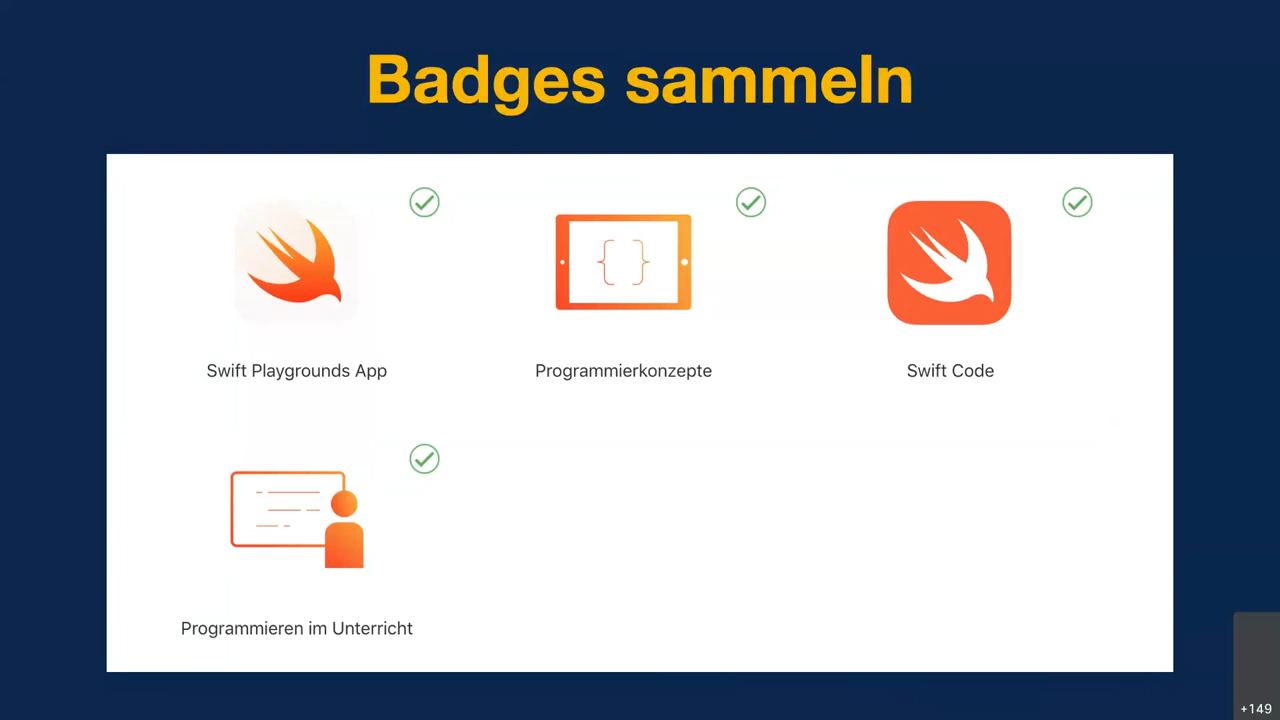 Badges sammeln
Swift Playgrounds App
Programmierkonzepte
Swift Code
Programmieren im Unterricht
+149